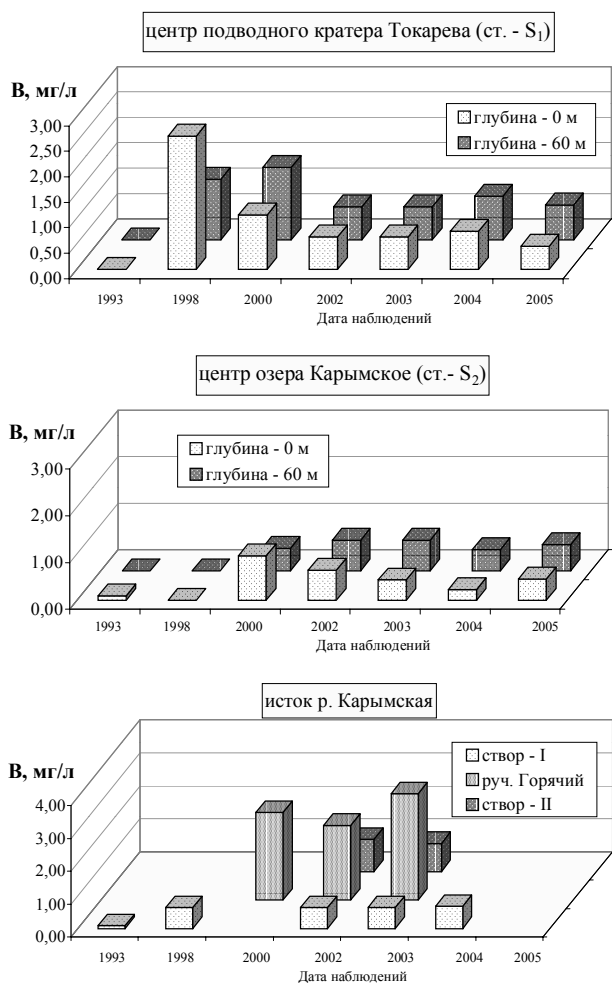 центр подводного кратера Токарева (ст. - S₁)
В, мг/л
глубина - 0 м
глубина - 60 м
3,00
2,50
2,00
1,50
1,00
0,50
0,00
1993 1998 2000 2002 2003 2004 2005
Дата наблюдений
центр озера Карымское (ст.- S₂)
В, мг/л
глубина - 0 м
глубина - 60 м
3,00
2,00
1,00
0,00
1993 1998 2000 2002 2003 2004 2005
Дата наблюдений
исток р. Карымская
В, мг/л
створ - I
руч. Горячий
створ - II
4,00
3,00
2,00
1,00
0,00
1993 1998 2000 2002 2003 2004 2005
Дата наблюдений